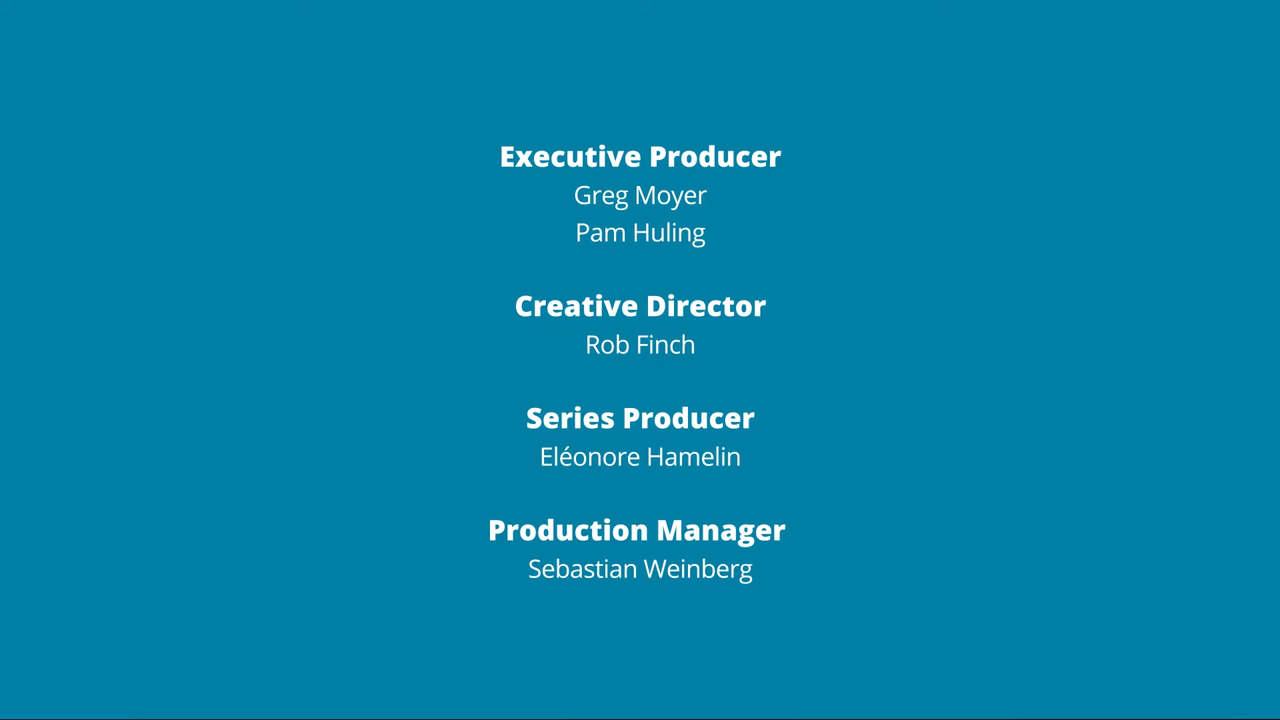 Executive Producer
Greg Moyer
Pam Huling
Creative Director
Rob Finch
Series Producer
Eléonore Hamelin
Production Manager
Sebastian Weinberg